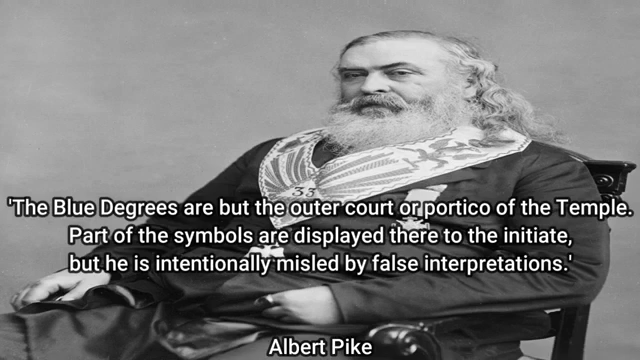 33
'The Blue Degrees are but the outer court or portico of the Temple.
Part of the symbols are displayed there to the initiate,
but he is intentionally misled by false interpretations.'
Albert Pike